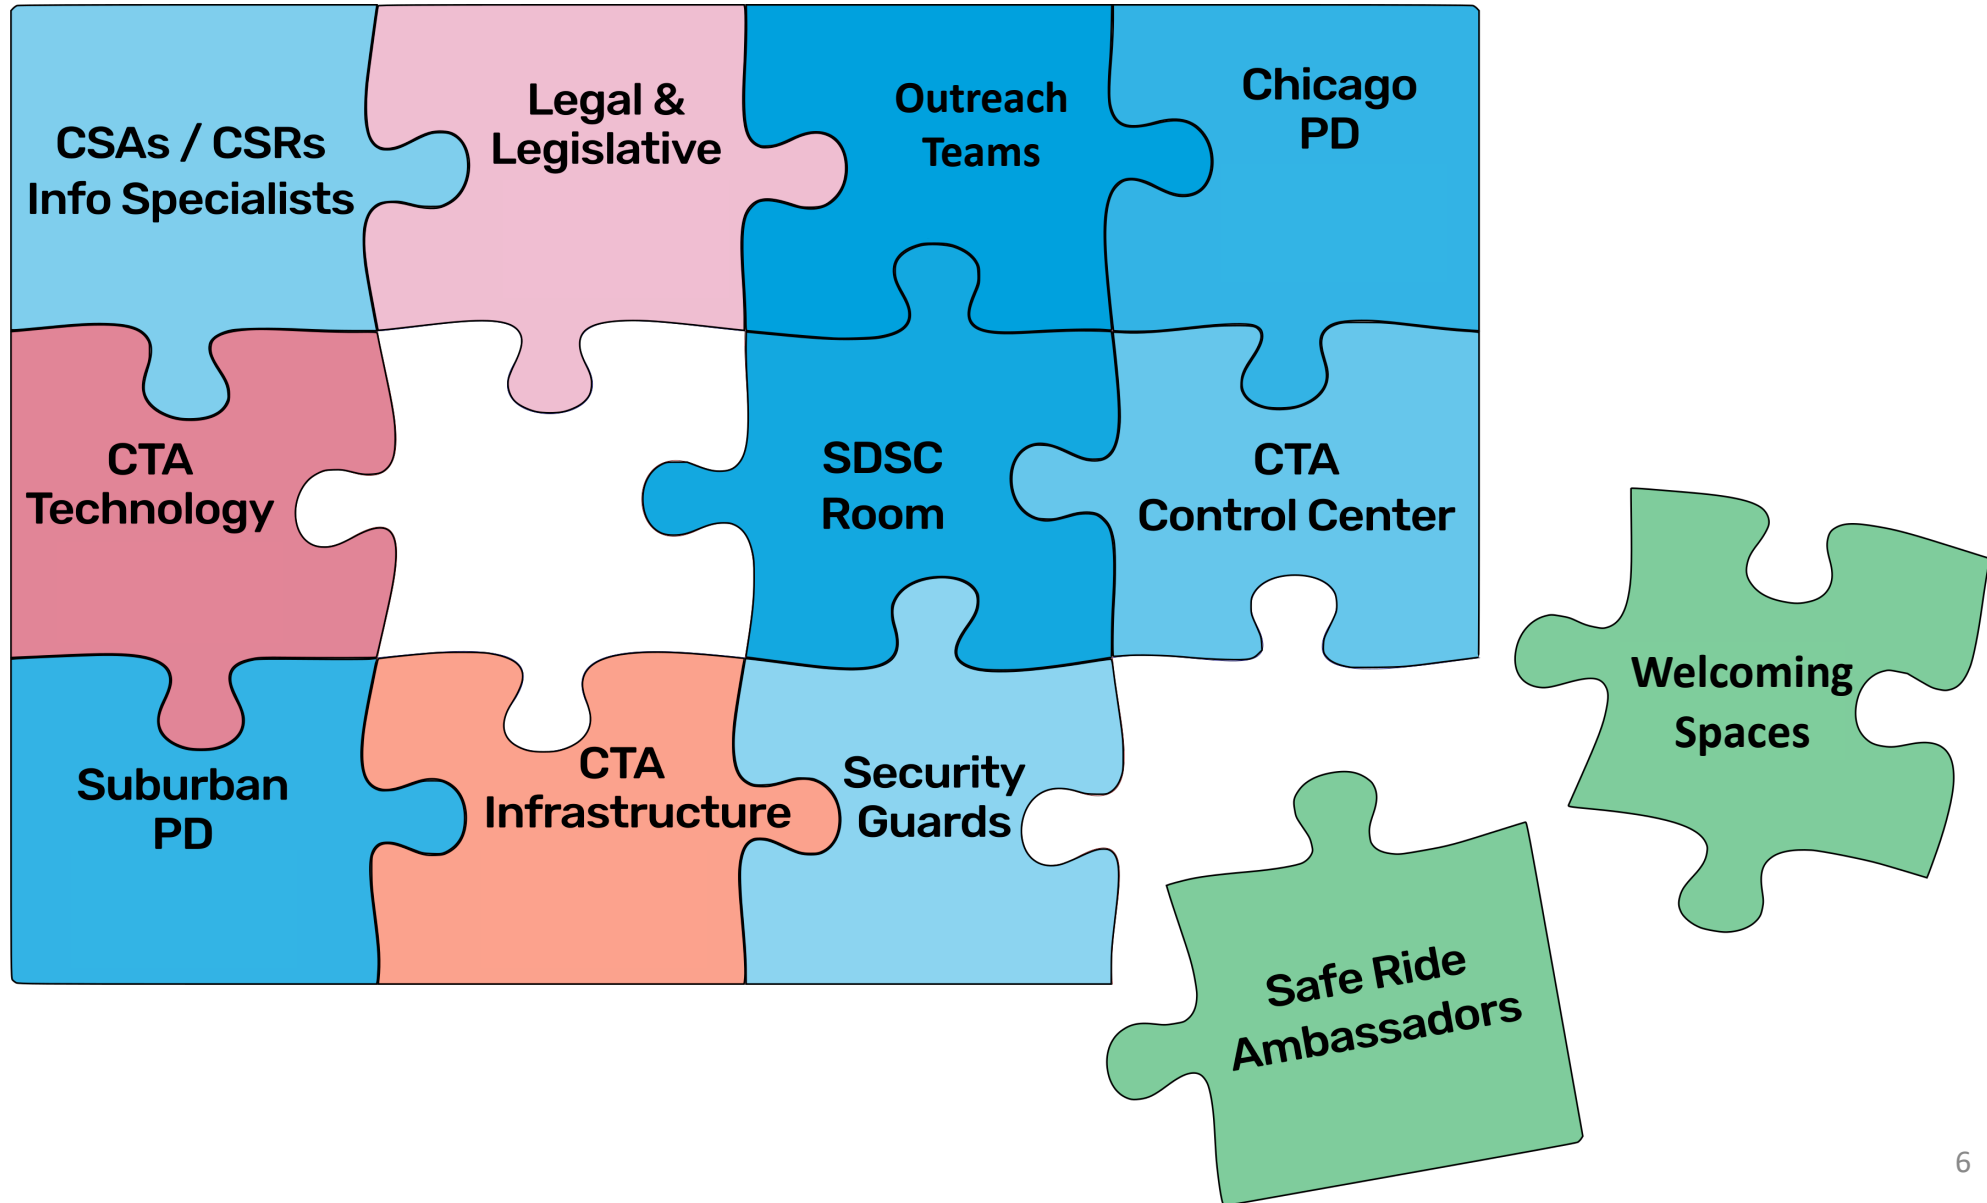 CSAs / CSRs
Info Specialists
Legal &
Legislative
Outreach
Teams
Chicago
PD
CTA
Technology
SDSC
Room
CTA
Control Center
Welcoming
Spaces
Suburban
PD
CTA
Infrastructure
Security
Guards
Safe Ride
Ambassadors
6